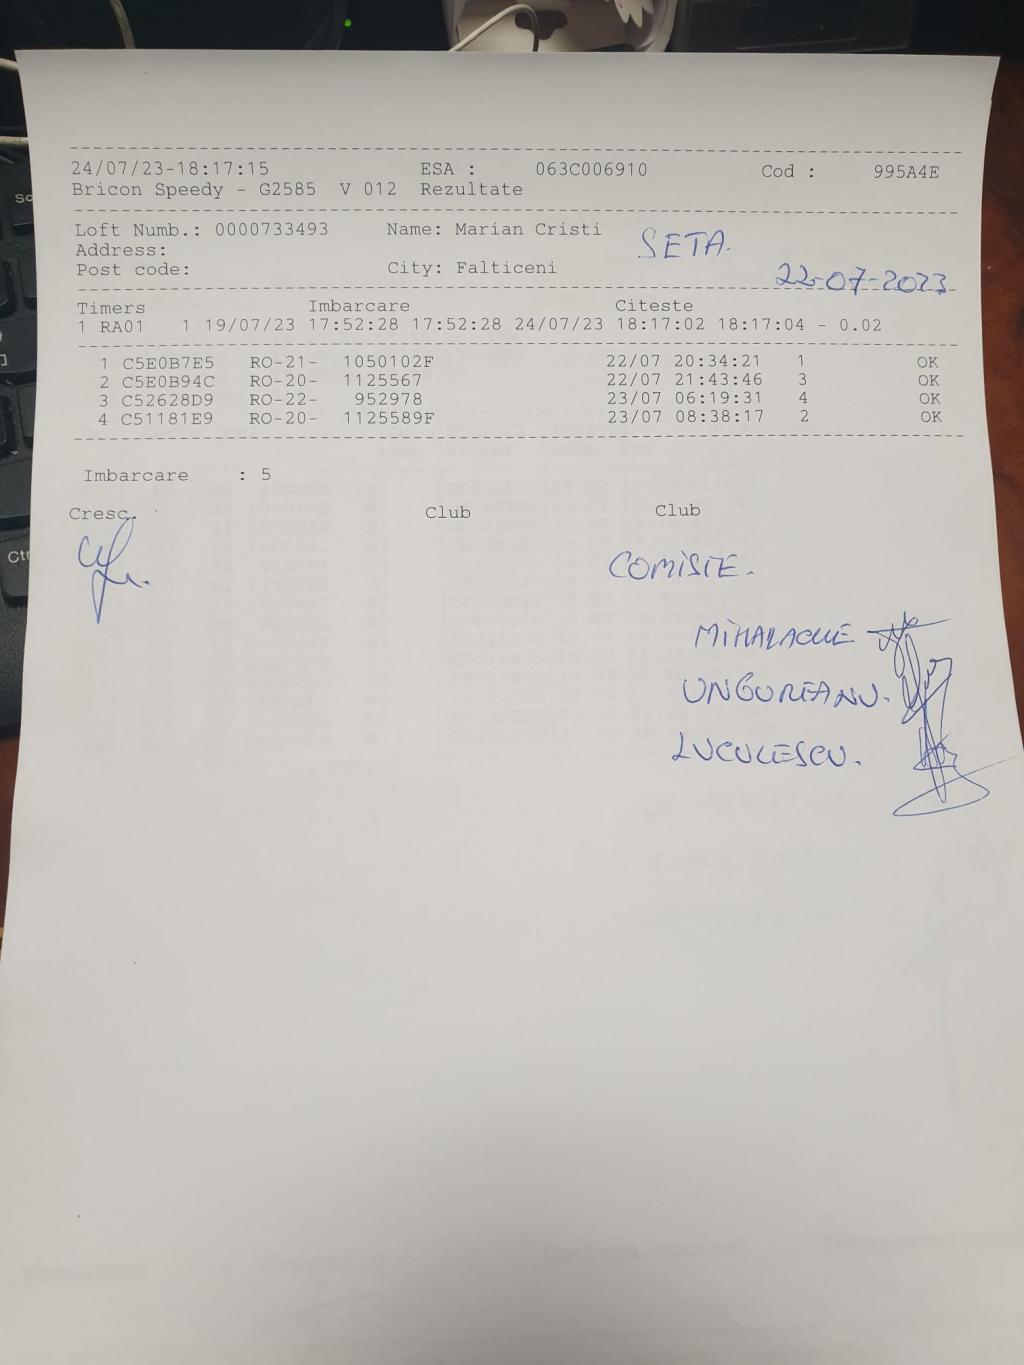 24/07/23-18:17:15 ESA : 063C006910 Cod : 995A4E
Bricon Speedy - G2585 V 012 Rezultate
Loft Numb.: 0000733493 Name: Marian Cristi
SETA.
Address:
Post code: City: Falticeni
22-07-2023
Timers Imbarcare Citeste
1 RA01 1 19/07/23 17:52:28 17:52:28 24/07/23 18:17:02 18:17:04 - 0.02
1 C5E0B7E5 RO-21- 1050102F 22/07 20:34:21 1 OK
2 C5E0B94C RO-20- 1125567 22/07 21:43:46 3 OK
3 C52628D9 RO-22- 952978 23/07 06:19:31 4 OK
4 C51181E9 RO-20- 1125589F 23/07 08:38:17 2 OK
Imbarcare : 5
Cresc. Club Club
COMISIE.
MIHALACHE
UNGUREANU.
LUCULESCU.